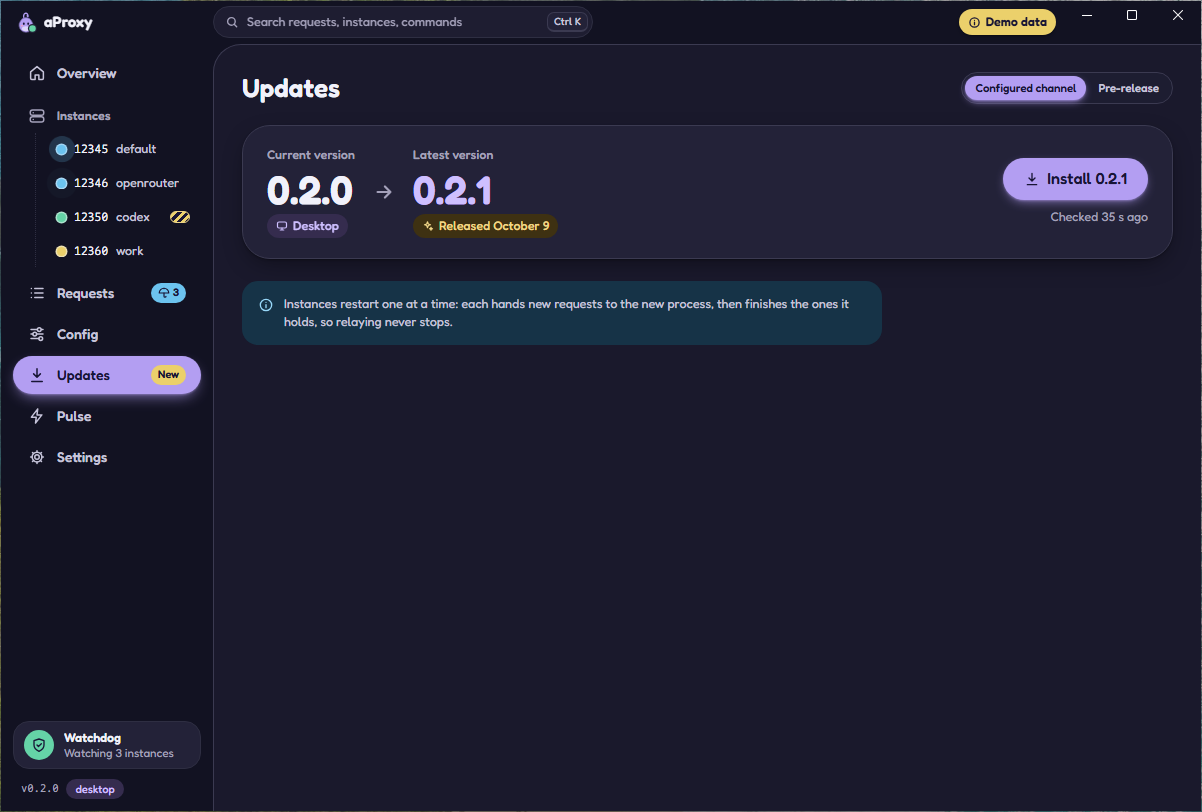 aProxy
Search requests, instances, commands
Ctrl K
Demo data
Overview
Instances
12345 default
12346 openrouter
12350 codex
12360 work
Requests
3
Config
Updates
New
Pulse
Settings
Watchdog
Watching 3 instances
v0.2.0
desktop
Updates
Configured channel
Pre-release
Current version
0.2.0
Desktop
Latest version
0.2.1
Released October 9
Install 0.2.1
Checked 35 s ago
Instances restart one at a time: each hands new requests to the new process, then finishes the ones it
holds, so relaying never stops.